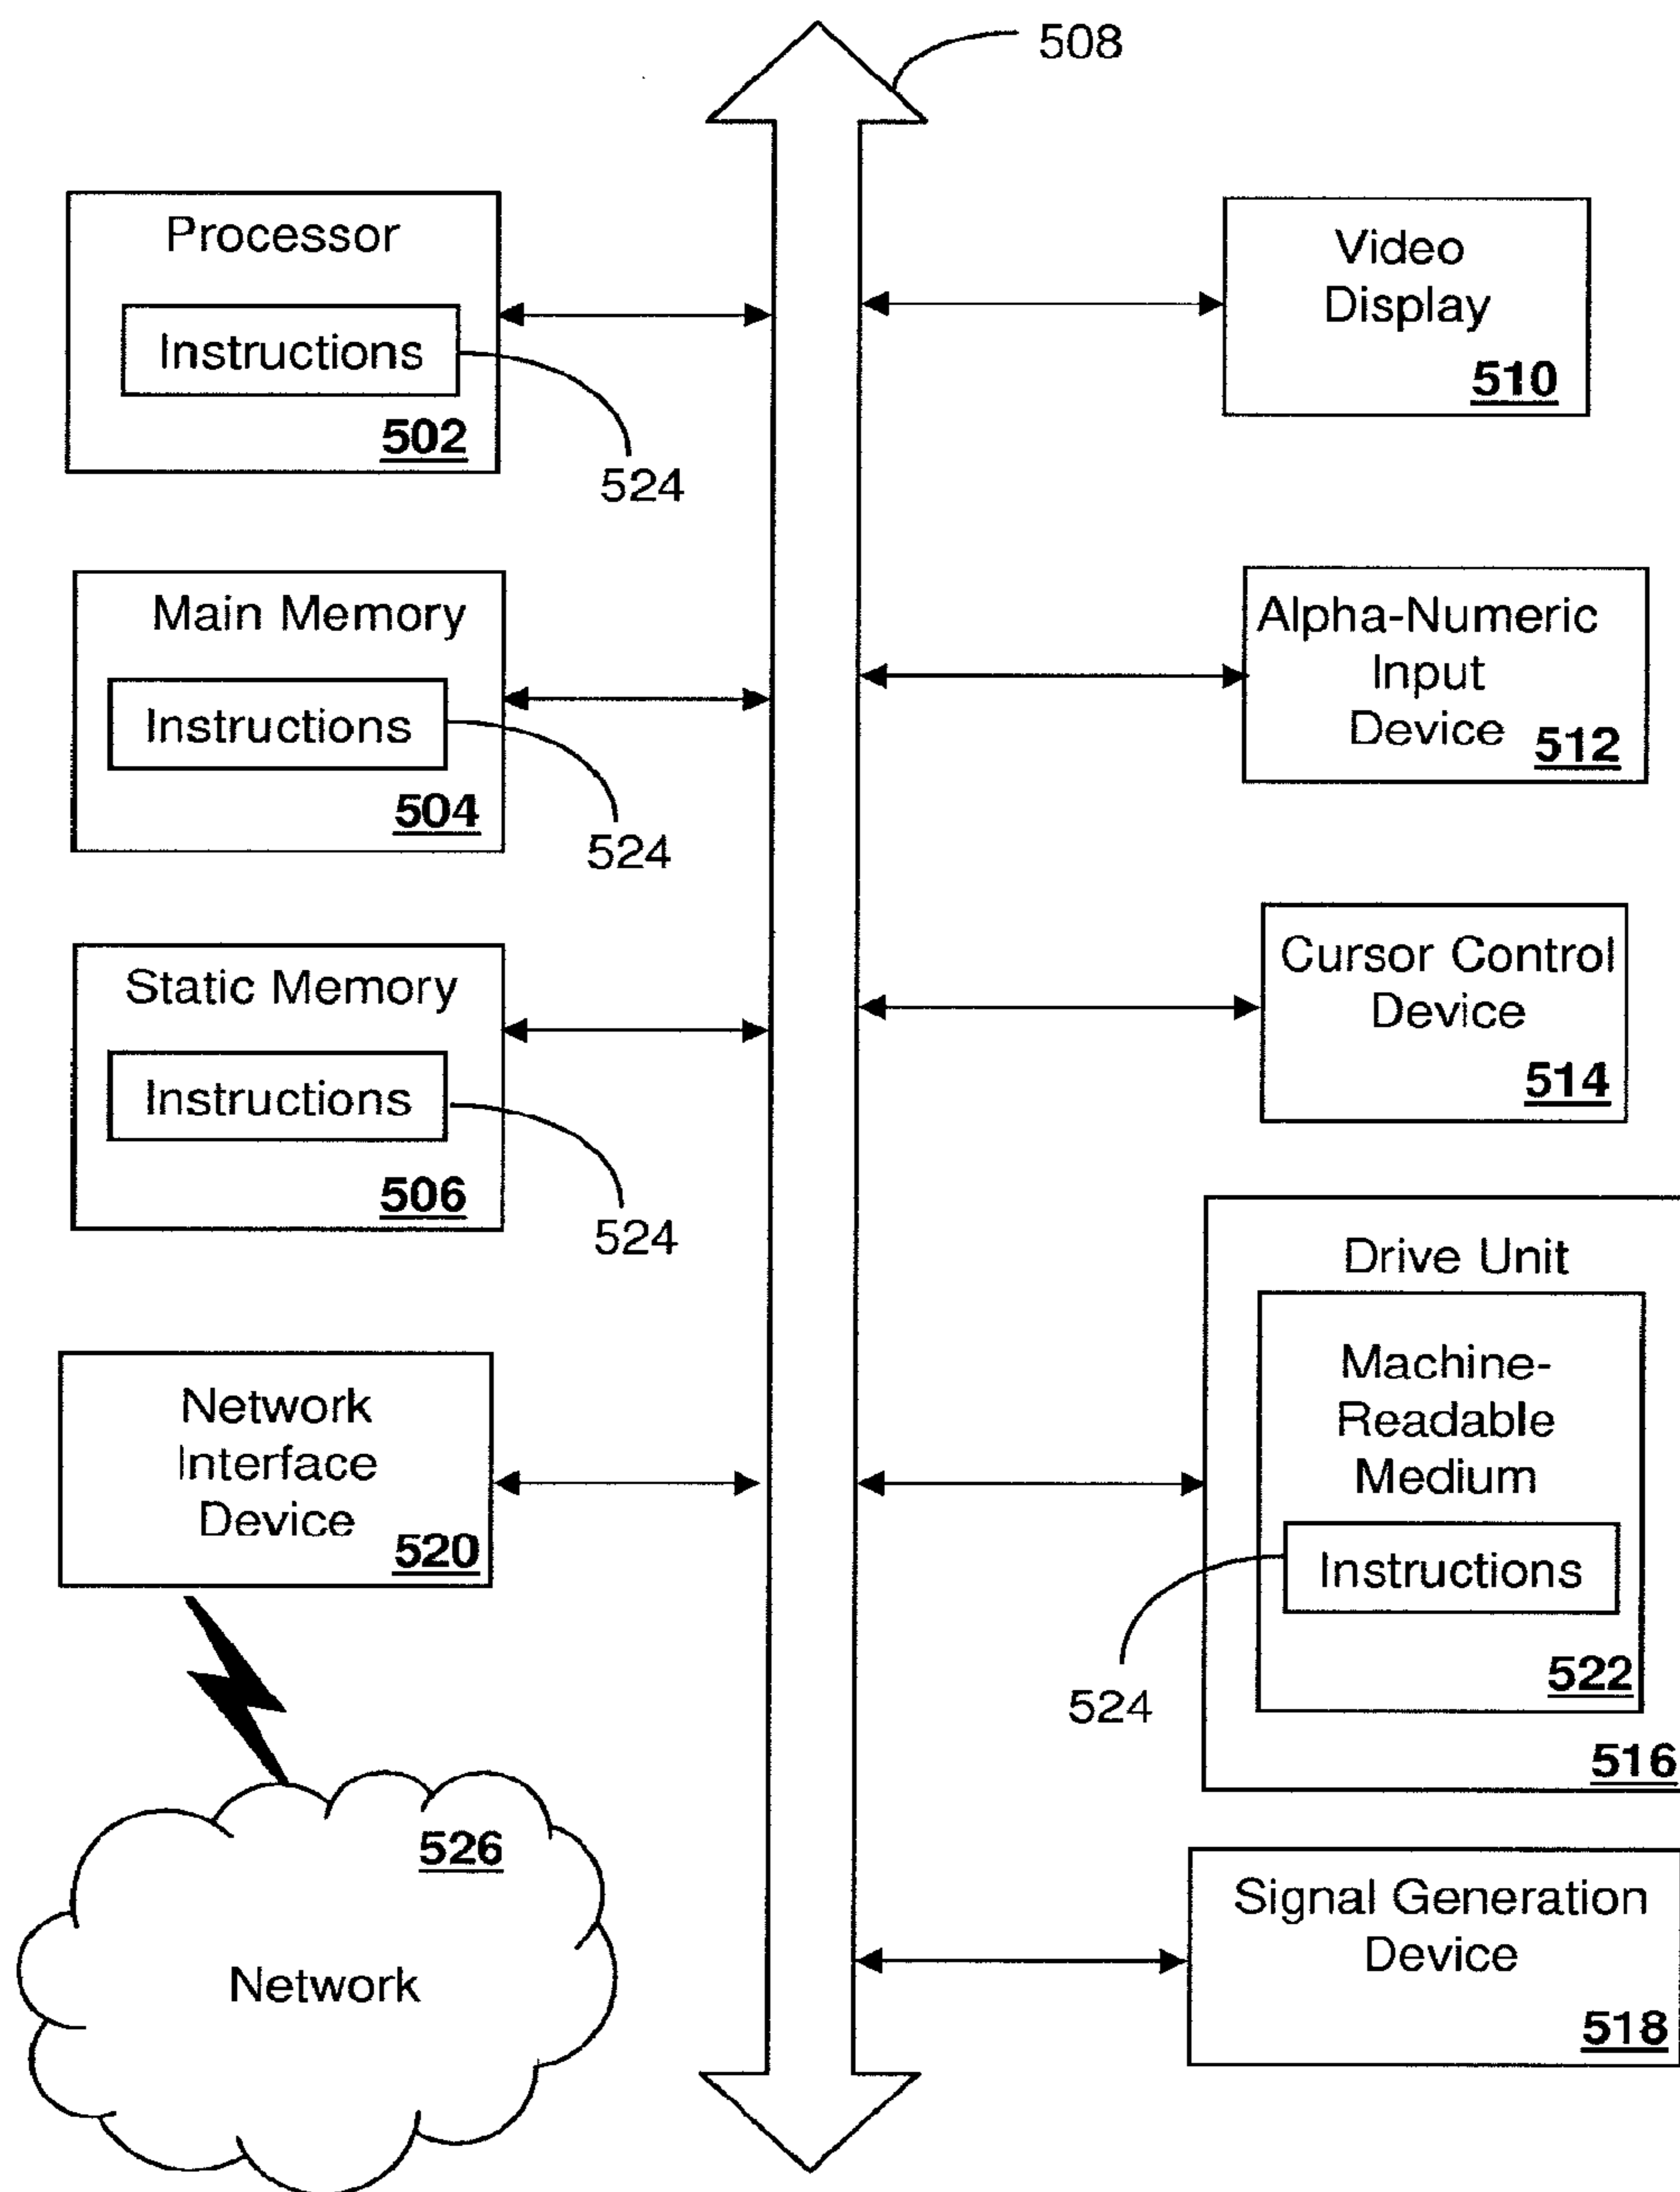 508
Processor
Instructions
502
524
Main Memory
Instructions
504
524
Static Memory
Instructions
506
524
Network
Interface
Device
520
526
Network
Video
Display
510
Alpha-Numeric
Input
Device
512
Cursor Control
Device
514
Drive Unit
Machine-
Readable
Medium
Instructions
524
522
516
Signal Generation
Device
518